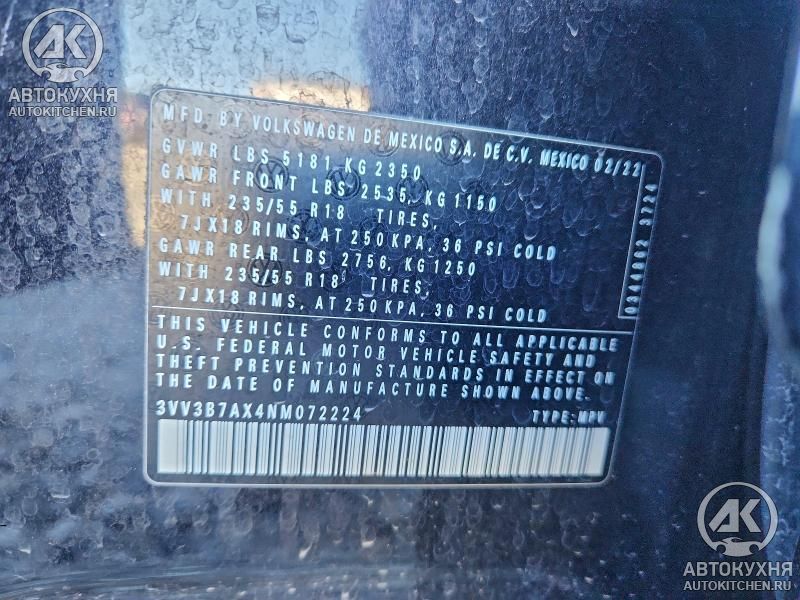 АК
АВТОКУХНЯ
AUTOKITCHEN.RU
MFD. BY VOLKSWAGEN DE MEXICO S.A. DE C.V. MEXICO 02/22
GVWR LBS 5181 KG 2350
GAWR FRONT LBS 2535, KG 1150
WITH 235/55 R18 TIRES,
7JX18 RIMS, AT 250 KPA, 36 PSI COLD
GAWR REAR LBS 2756, KG 1250
WITH 235/55 R18 TIRES,
7JX18 RIMS, AT 250 KPA, 36 PSI COLD
THIS VEHICLE CONFORMS TO ALL APPLICABLE
U.S. FEDERAL MOTOR VEHICLE SAFETY AND
THEFT PREVENTION STANDARDS IN EFFECT ON
THE DATE OF MANUFACTURE SHOWN ABOVE.
3VV3B7AX4NM072224 TYPE: MPV
АК
АВТОКУХНЯ
AUTOKITCHEN.RU